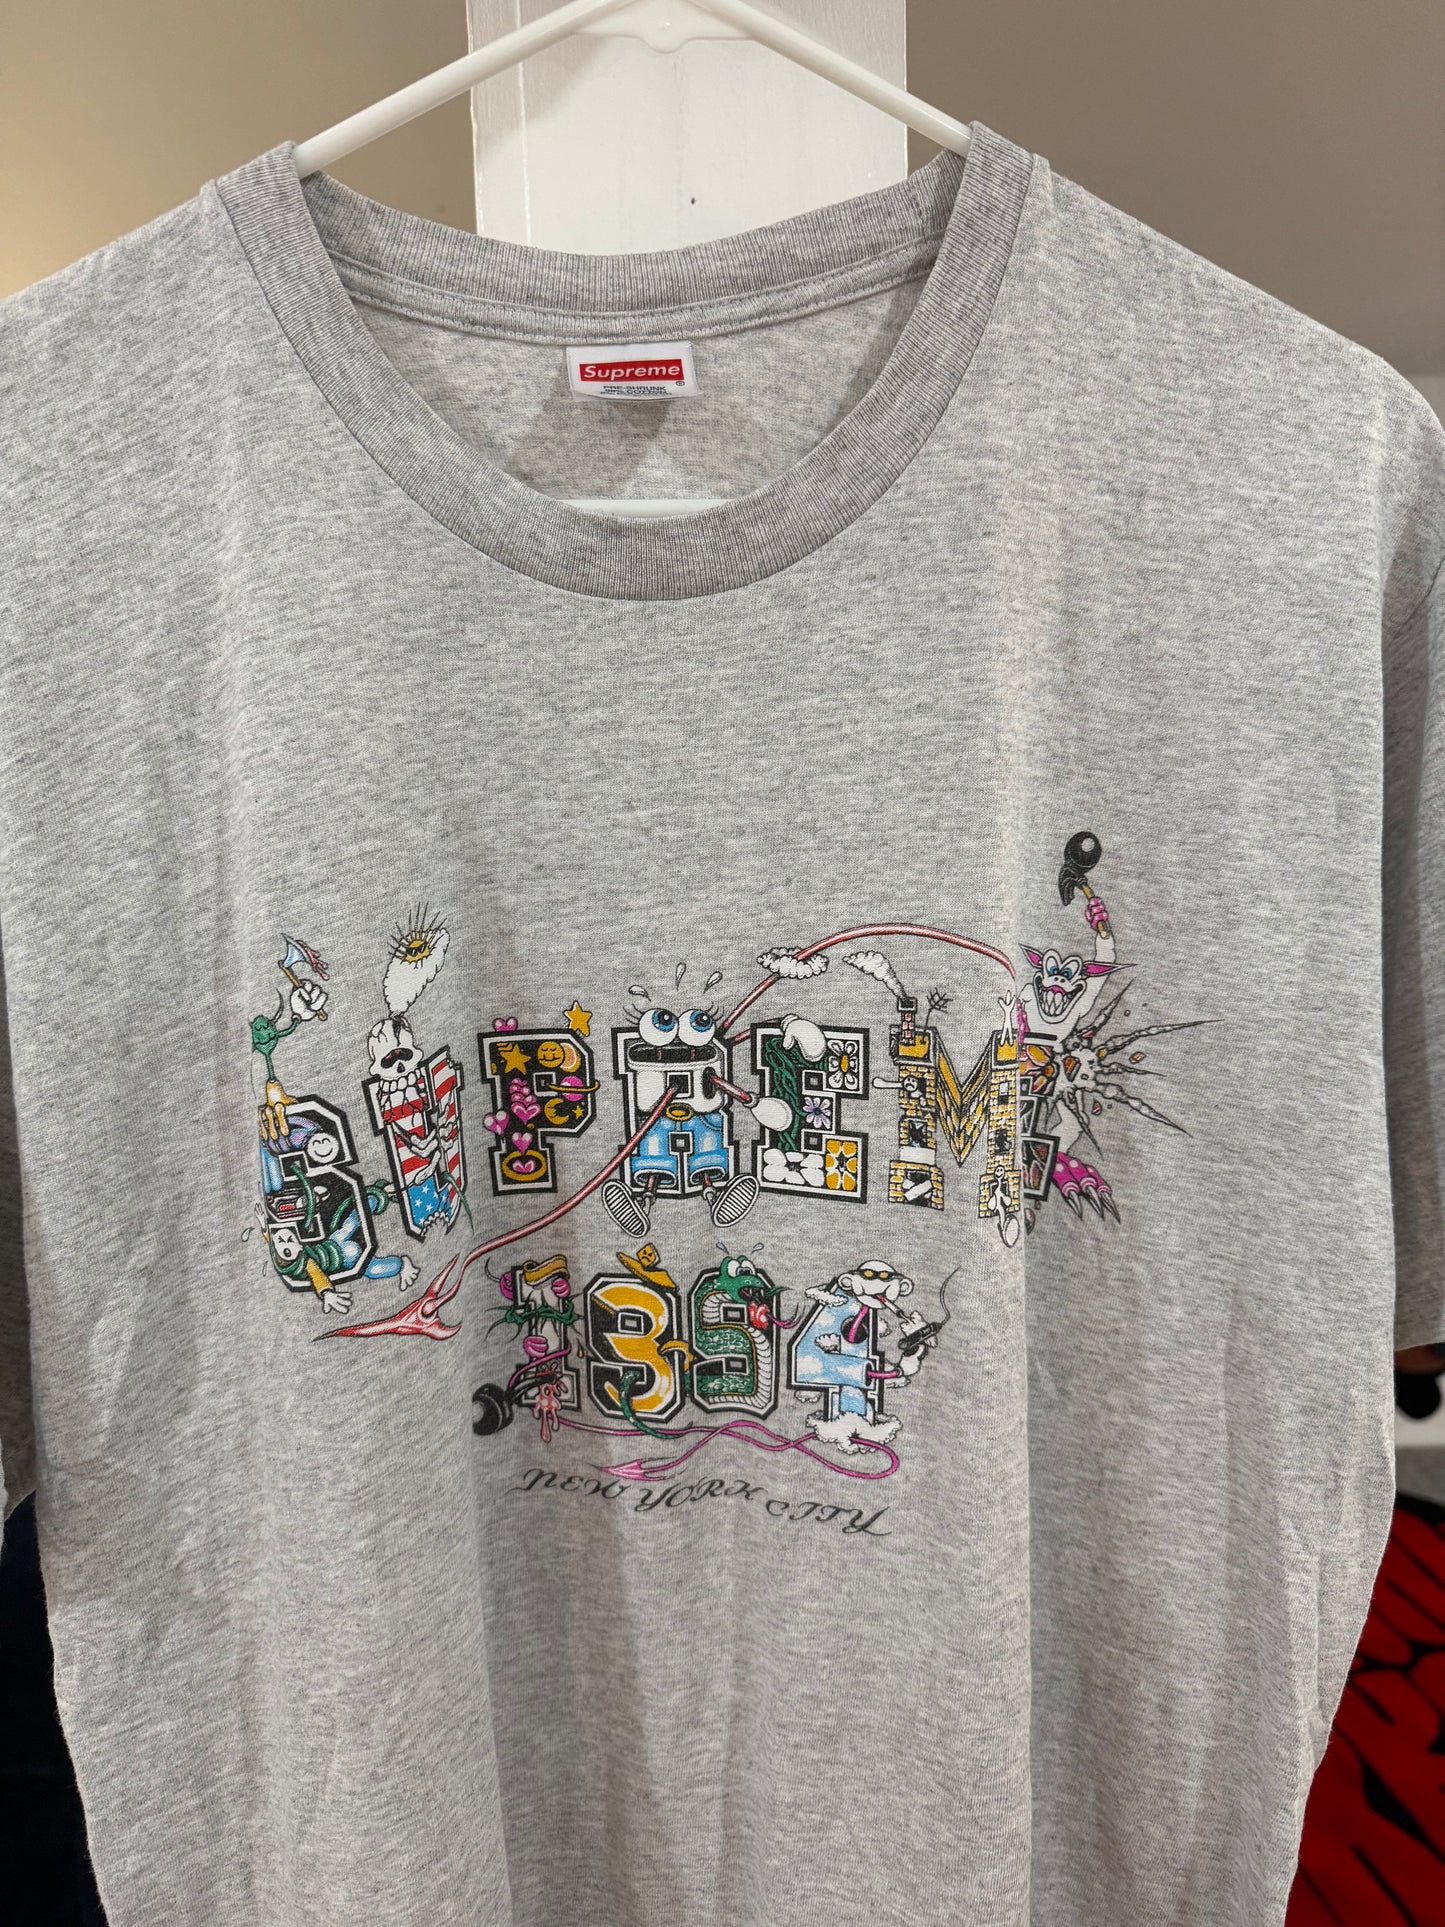 Supreme
®
PRE-SHRUNK
SUPREME
1994
NEW YORK CITY